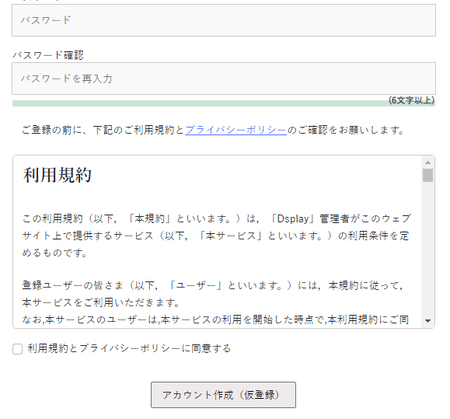 パスワード
パスワード確認
パスワードを再入力
(6文字以上)
ご登録の前に、下記のご利用規約とプライバシーポリシーのご確認をお願いします。
利用規約
この利用規約（以下，「本規約」といいます。）は，「Dsplay」管理者がこのウェブ
サイト上で提供するサービス（以下，「本サービス」といいます。）の利用条件を定
めるものです。
登録ユーザーの皆さま（以下，「ユーザー」といいます。）には，本規約に従って，
本サービスをご利用いただきます。
なお,本サービスのユーザーは,本サービスの利用を開始した時点で,本利用規約にご同
利用規約とプライバシーポリシーに同意する
アカウント作成（仮登録）